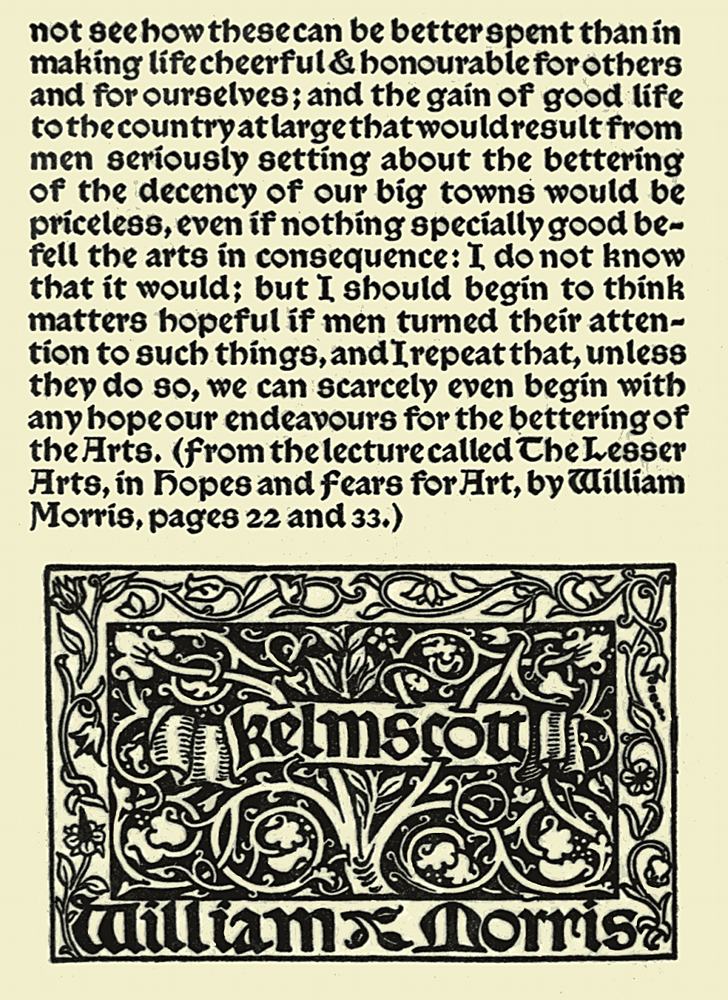 not see how these can be better spent than in
making life cheerful & honourable for others
and for ourselves; and the gain of good life
to the country at large that would result from
men seriously setting about the bettering
of the decency of our big towns would be
priceless, even if nothing specially good be-
fell the arts in consequence: I do not know
that it would; but I should begin to think
matters hopeful if men turned their atten-
tion to such things, and I repeat that, unless
they do so, we can scarcely even begin with
any hope our endeavours for the bettering of
the Arts. (from the lecture called The Lesser
Arts, in Hopes and Fears for Art, by William
Morris, pages 22 and 33.)
kelmscott
William Morris